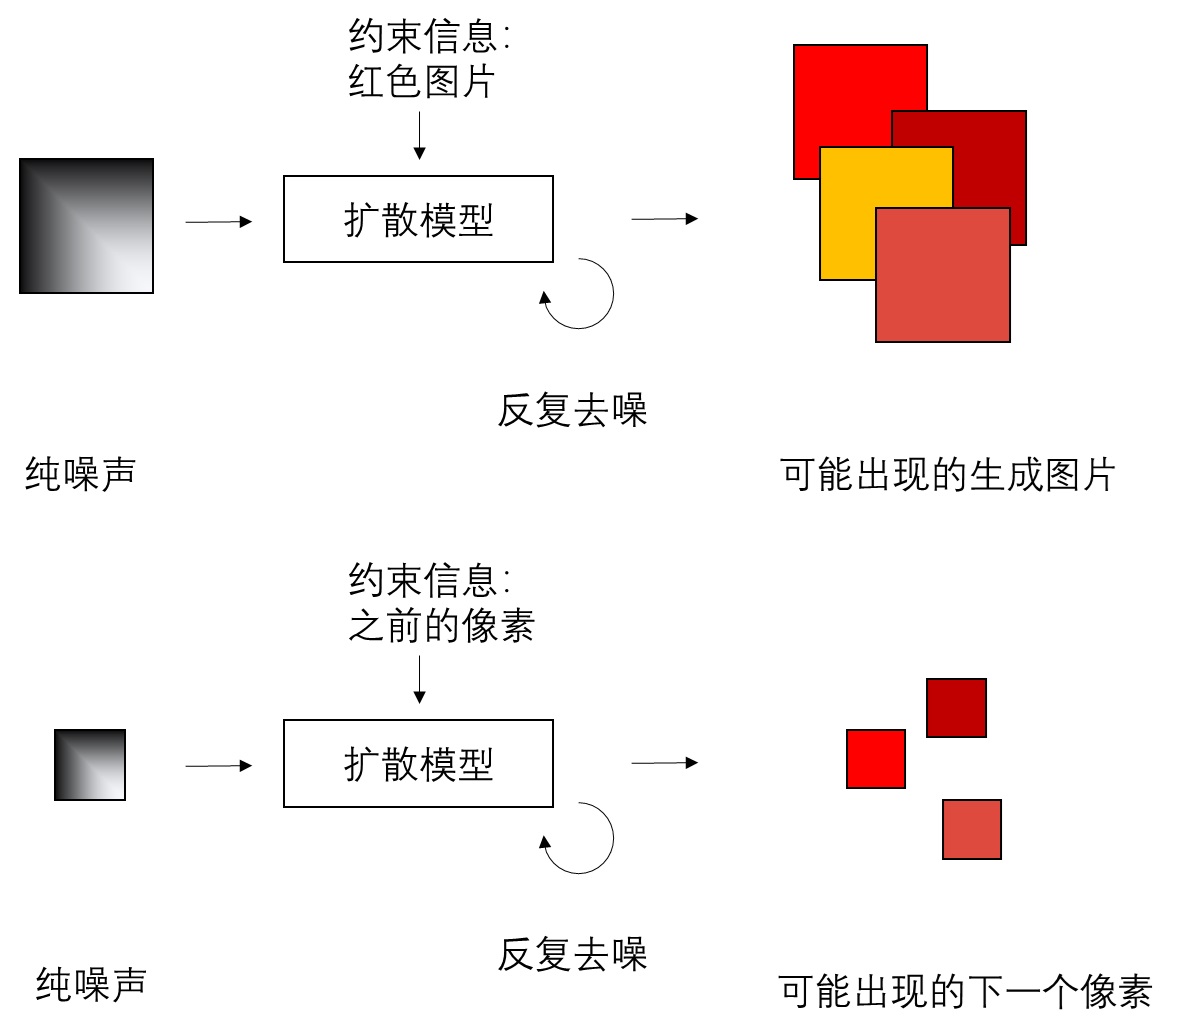 约束信息：
红色图片
扩散模型
反复去噪
纯噪声
可能出现的生成图片
约束信息：
之前的像素
扩散模型
反复去噪
纯噪声
可能出现的下一个像素